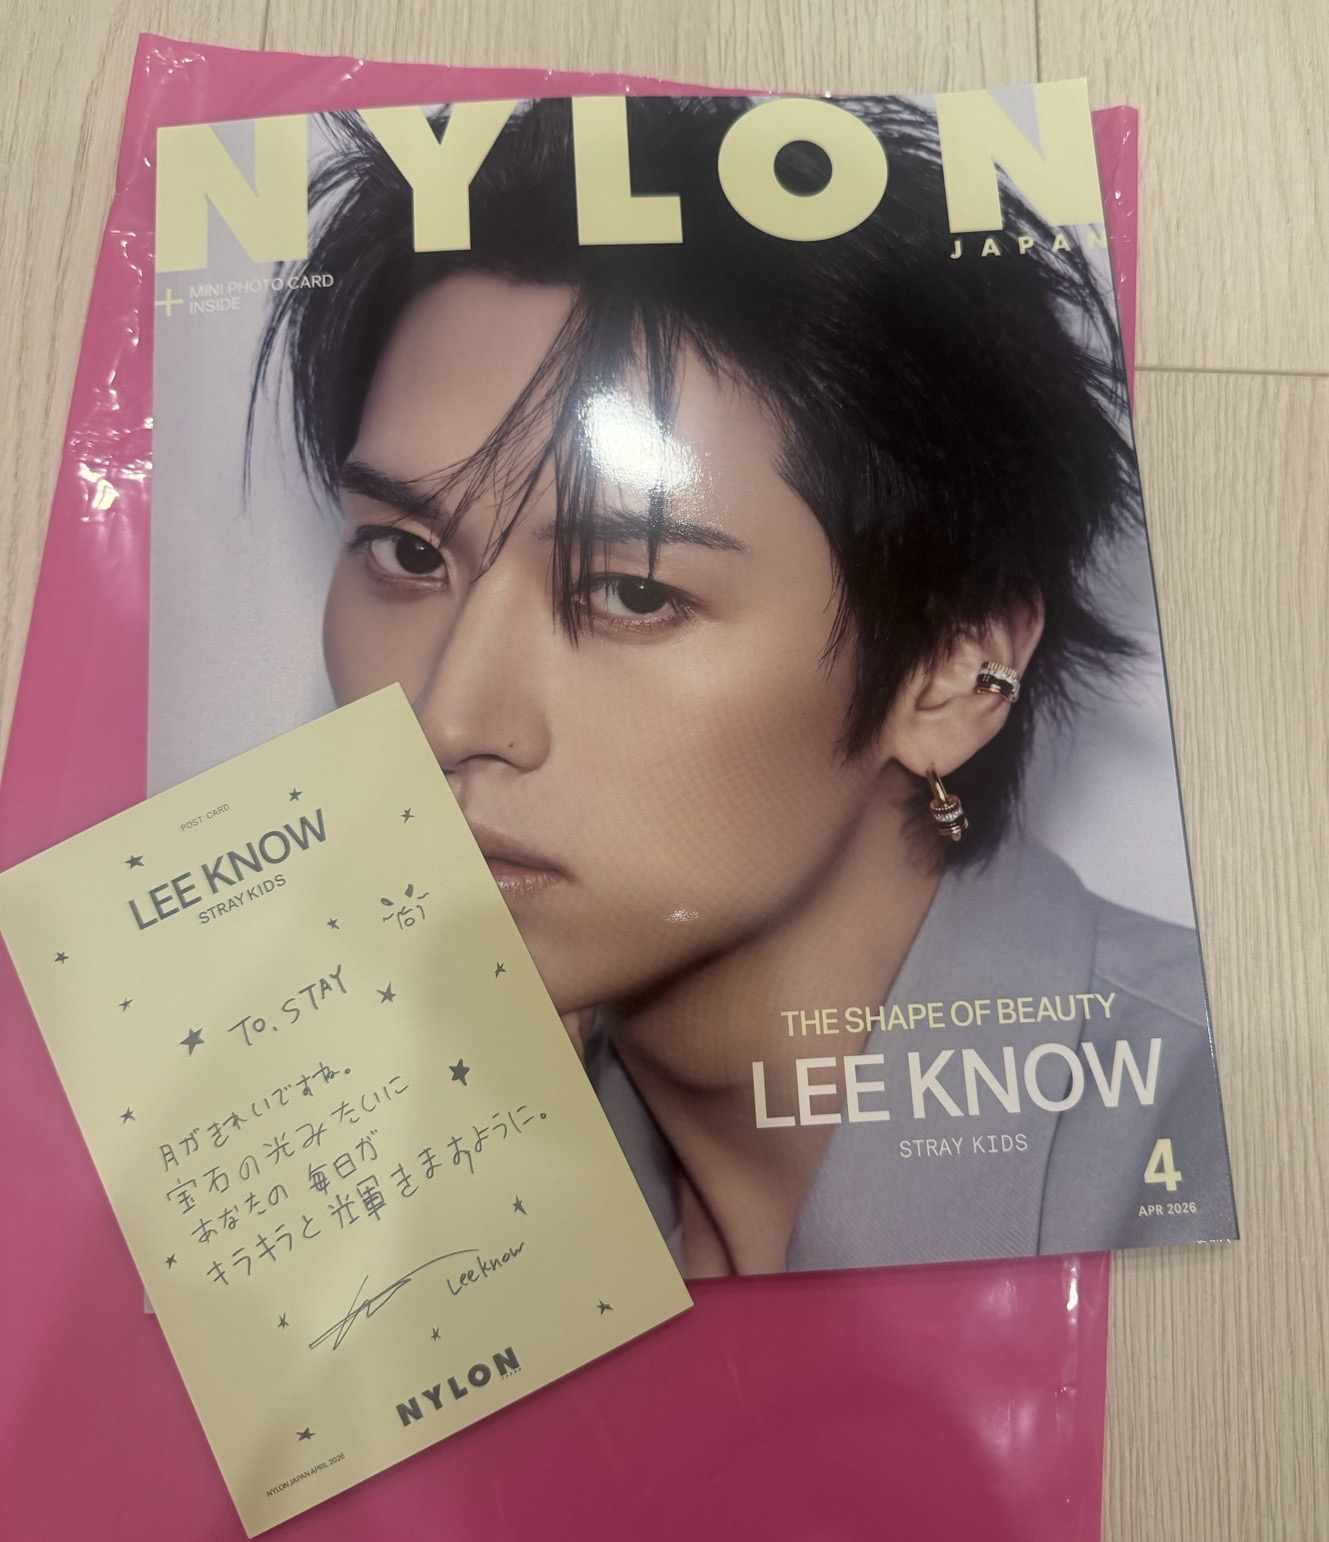 NYLON
JAPAN
+ MINI PHOTO CARD
INSIDE
THE SHAPE OF BEAUTY
LEE KNOW
STRAY KIDS
4
APR 2026
POST CARD
LEE KNOW
STRAY KIDS
TO. STAY
月がきれいですね。
宝石の光みたいに
あなたの毎日が
キラキラと輝きますように。
Lee know
NYLON
JAPAN
NYLON JAPAN APRIL 2026